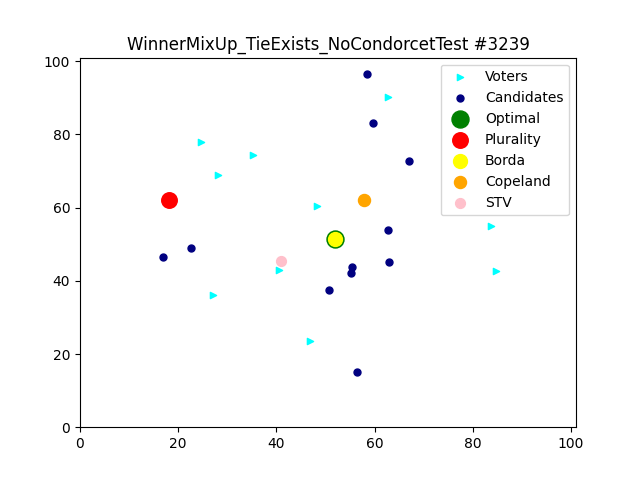 WinnerMixUp_TieExists_NoCondorcetTest #3239
100
80
60
40
20
0
0 20 40 60 80 100
Voters
Candidates
Optimal
Plurality
Borda
Copeland
STV